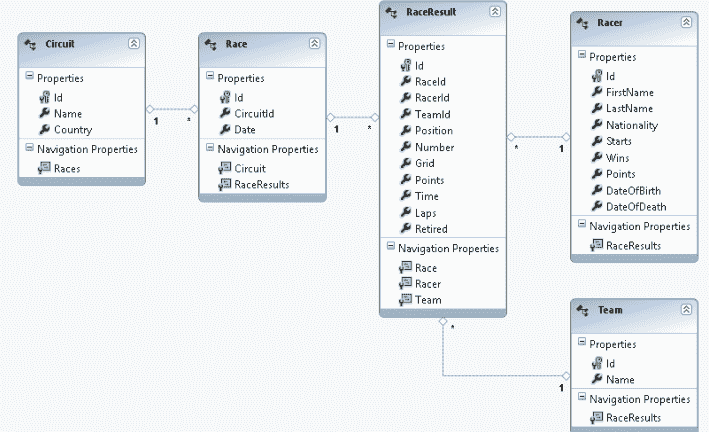 Circuit
Properties
Id
Name
Country
Navigation Properties
Races
1
*
Race
Properties
Id
CircuitId
Date
Navigation Properties
Circuit
RaceResults
1
*
RaceResult
Properties
Id
RaceId
RacerId
TeamId
Position
Number
Grid
Points
Time
Laps
Retired
Navigation Properties
Race
Racer
Team
*
1
Racer
Properties
Id
FirstName
LastName
Nationality
Starts
Wins
Points
DateOfBirth
DateOfDeath
Navigation Properties
RaceResults
*
1
Team
Properties
Id
Name
Navigation Properties
RaceResults